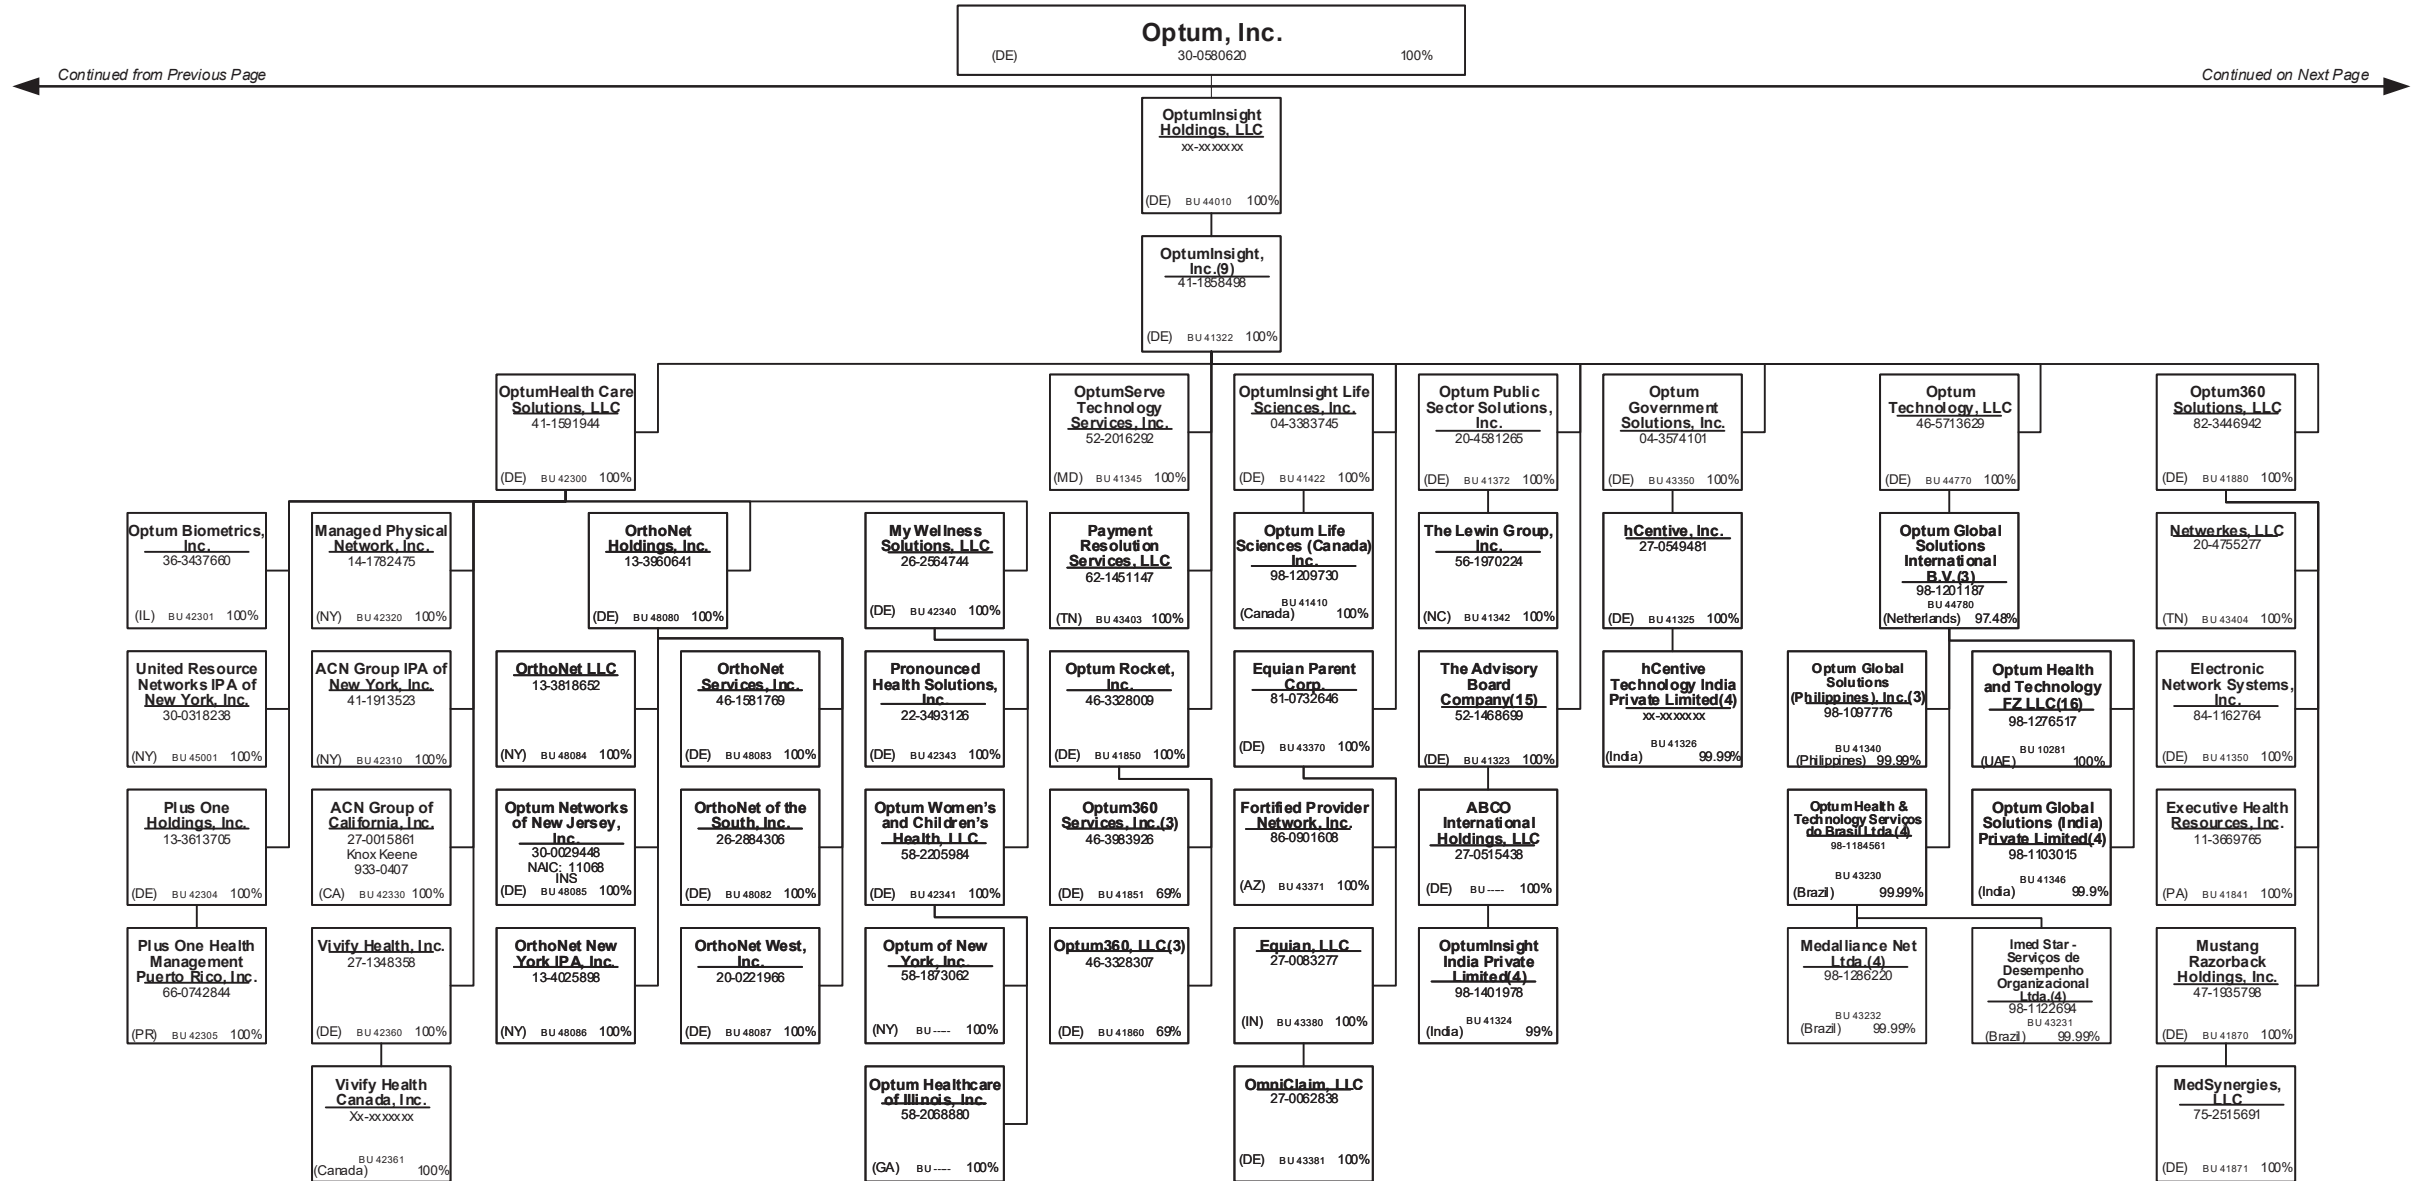 Optum, Inc.
(DE) 30-0580620 100%
Continued from Previous Page
Continued on Next Page
OptumInsight
Holdings, LLC
xx-xxxxxxx
(DE) BU 44010 100%
OptumInsight,
Inc.(9)
41-1858498
(DE) BU 41322 100%
OptumHealth Care
Solutions, LLC
41-1591944
(DE) BU 42300 100%
OptumServe
Technology
Services, Inc.
52-2016292
(MD) BU 41345 100%
OptumInsight Life
Sciences, Inc.
04-3383745
(DE) BU 41422 100%
Optum Public
Sector Solutions,
Inc.
20-4581265
(DE) BU 41372 100%
Optum
Government
Solutions, Inc.
04-3574101
(DE) BU 43350 100%
Optum
Technology, LLC
46-5713629
(DE) BU 44770 100%
Optum360
Solutions, LLC
82-3446942
(DE) BU 41880 100%
Optum Biometrics,
Inc.
36-3437660
(IL) BU 42301 100%
Managed Physical
Network, Inc.
14-1782475
(NY) BU 42320 100%
OrthoNet
Holdings, Inc.
13-3960641
(DE) BU 48080 100%
My Wellness
Solutions, LLC
26-2564744
(DE) BU 42340 100%
Payment
Resolution
Services, LLC
62-1451147
(TN) BU 43403 100%
Optum Life
Sciences (Canada)
Inc.
98-1209730
BU 41410
(Canada) 100%
The Lewin Group,
Inc.
56-1970224
(NC) BU 41342 100%
hCentive, Inc.
27-0549481
(DE) BU 41325 100%
Optum Global
Solutions
International
B.V.(3)
98-1201187
BU 44780
(Netherlands) 97.48%
Netwerkes, LLC
20-4755277
(TN) BU 43404 100%
United Resource
Networks IPA of
New York, Inc.
30-0318238
(NY) BU 45001 100%
ACN Group IPA of
New York, Inc.
41-1913523
(NY) BU 42310 100%
OrthoNet LLC
13-3818652
(NY) BU 48084 100%
OrthoNet
Services, Inc.
46-1581769
(DE) BU 48083 100%
Pronounced
Health Solutions,
Inc.
22-3493126
(DE) BU 42343 100%
Optum Rocket,
Inc.
46-3328009
(DE) BU 41850 100%
Equian Parent
Corp.
81-0732646
(DE) BU 43370 100%
The Advisory
Board
Company(15)
52-1468699
(DE) BU 41323 100%
hCentive
Technology India
Private Limited(4)
xx-xxxxxxx
BU 41326
(India) 99.99%
Optum Global
Solutions
(Philippines), Inc.(3)
98-1097776
BU 41340
(Philippines) 99.99%
Optum Health
and Technology
FZ LLC(16)
98-1276517
BU 10281
(UAE) 100%
Electronic
Network Systems,
Inc.
84-1162764
(DE) BU 41350 100%
Plus One
Holdings, Inc.
13-3613705
(DE) BU 42304 100%
ACN Group of
California, Inc.
27-0015861
Knox Keene
933-0407
(CA) BU 42330 100%
Optum Networks
of New Jersey,
Inc.
30-0029448
NAIC: 11068
INS
(DE) BU 48085 100%
OrthoNet of the
South, Inc.
26-2884306
(DE) BU 48082 100%
Optum Women's
and Children's
Health, LLC
58-2205984
(DE) BU 42341 100%
Optum360
Services, Inc.(3)
46-3983926
(DE) BU 41851 69%
Fortified Provider
Network, Inc.
86-0901608
(AZ) BU 43371 100%
ABCO
International
Holdings, LLC
27-0515438
(DE) BU ----- 100%
Optum Health &
Technology Serviços
do Brasil Ltda.(4)
98-1184561
BU 43230
(Brazil) 99.99%
Optum Global
Solutions (India)
Private Limited(4)
98-1103015
BU 41346
(India) 99.9%
Executive Health
Resources, Inc.
11-3669765
(PA) BU 41841 100%
Plus One Health
Management
Puerto Rico, Inc.
66-0742844
(PR) BU 42305 100%
Vivify Health, Inc.
27-1348358
(DE) BU 42360 100%
OrthoNet New
York IPA, Inc.
13-4025898
(NY) BU 48086 100%
OrthoNet West,
Inc.
20-0221966
(DE) BU 48087 100%
Optum of New
York, Inc.
58-1873062
(NY) BU ----- 100%
Optum360, LLC(3)
46-3328307
(DE) BU 41860 69%
Equian, LLC
27-0083277
(IN) BU 43380 100%
OptumInsight
India Private
Limited(4)
98-1401978
BU 41324
(India) 99%
Medalliance Net
Ltda.(4)
98-1286220
BU 43232
(Brazil) 99.99%
Imed Star -
Serviços de
Desempenho
Organizacional
Ltda.(4)
98-1122694
BU 43231
(Brazil) 99.99%
Mustang
Razorback
Holdings, Inc.
47-1935798
(DE) BU 41870 100%
Vivify Health
Canada, Inc.
Xx-xxxxxxx
BU 42361
(Canada) 100%
Optum Healthcare
of Illinois, Inc.
58-2068880
(GA) BU ----- 100%
OmniClaim, LLC
27-0062838
(DE) BU 43381 100%
MedSynergies,
LLC
75-2515691
(DE) BU 41871 100%